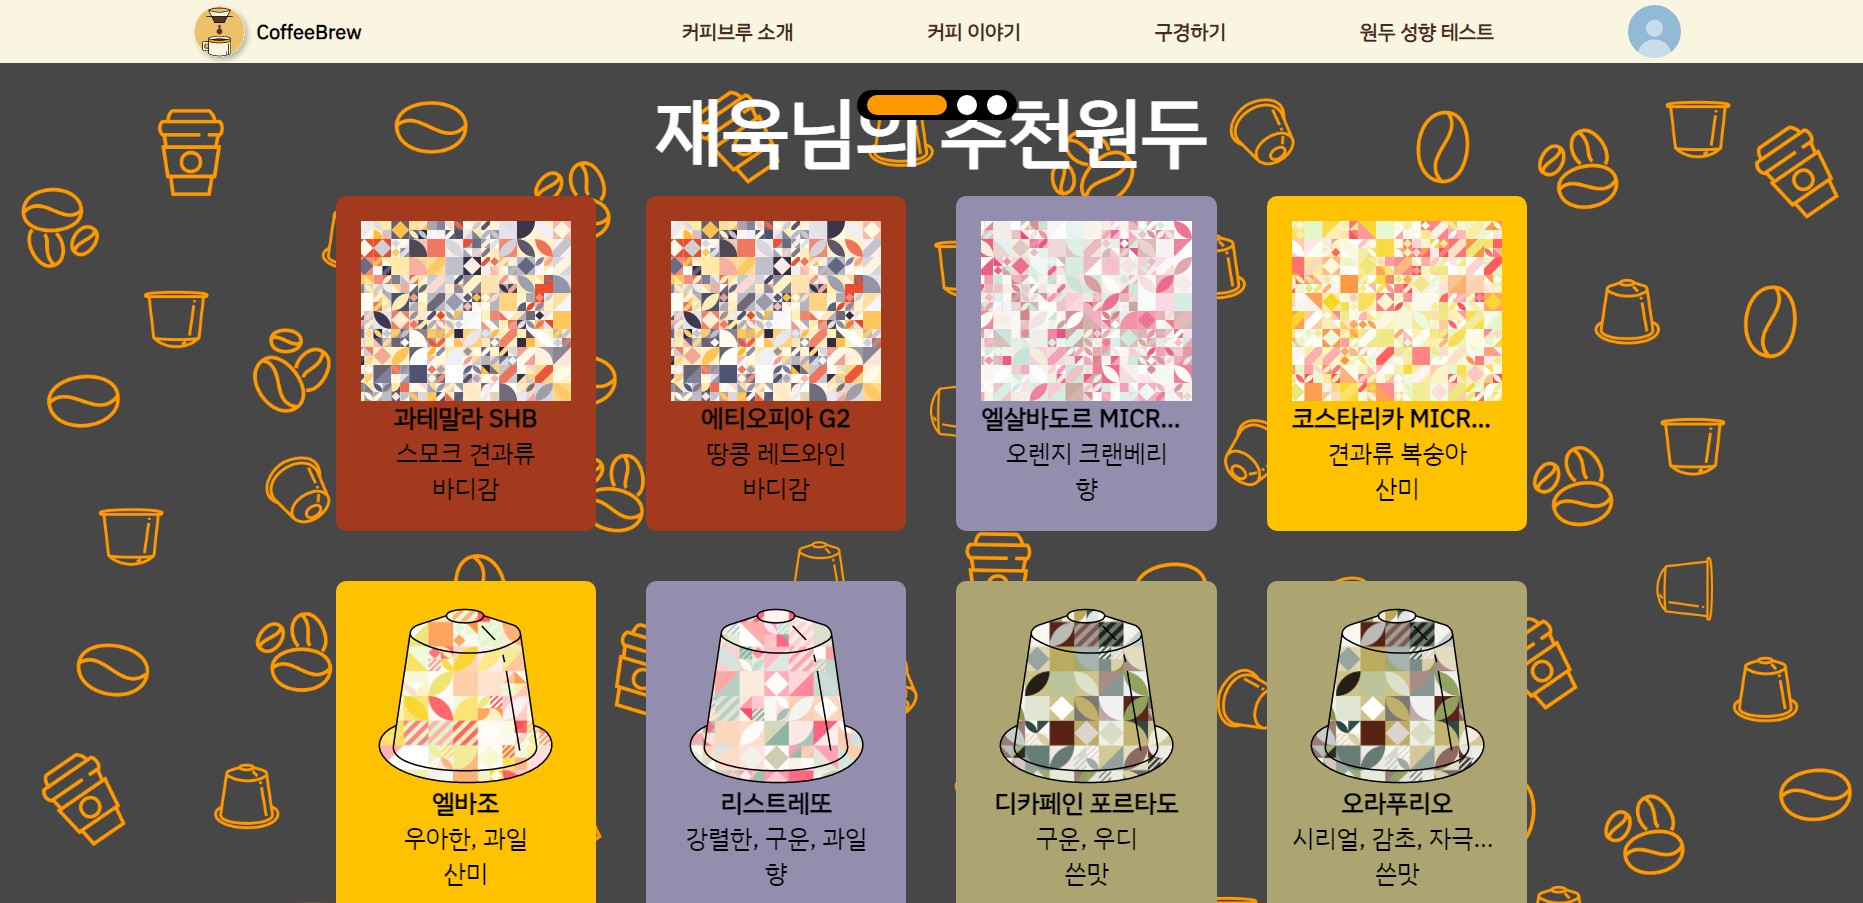 CoffeeBrew
커피브루 소개
커피 이야기
구경하기
원두 성향 테스트
재욱님의 추천원두
과테말라 SHB
스모크 견과류
바디감
에티오피아 G2
땅콩 레드와인
바디감
엘살바도르 MICR...
오렌지 크랜베리
향
코스타리카 MICR...
견과류 복숭아
산미
엘바조
우아한, 과일
산미
리스트레또
강렬한, 구운, 과일
향
디카페인 포르타도
구운, 우디
쓴맛
오라푸리오
시리얼, 감초, 자극...
쓴맛